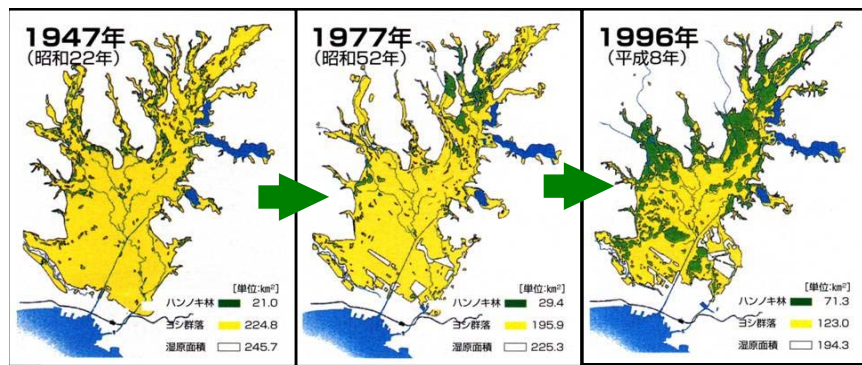 1947年
(昭和22年)
[単位:km²]
ハンノキ林 21.0
ヨシ群落 224.8
湿原面積 245.7
1977年
(昭和52年)
[単位:km²]
ハンノキ林 29.4
ヨシ群落 195.9
湿原面積 225.3
1996年
(平成8年)
[単位:km²]
ハンノキ林 71.3
ヨシ群落 123.0
湿原面積 194.3